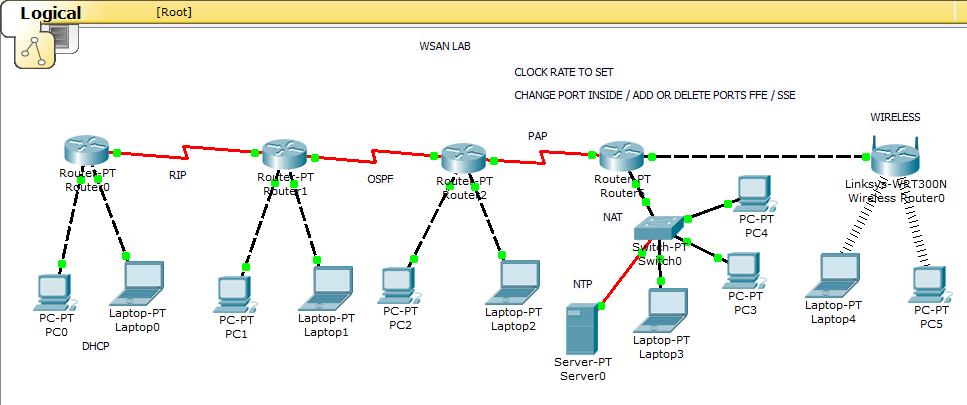 Logical
[Root]
WSAN LAB
CLOCK RATE TO SET
CHANGE PORT INSIDE / ADD OR DELETE PORTS FFE / SSE
WIRELESS
PAP
RIP
OSPF
Router-PT
Router0
Router-PT
Router1
Router-PT
Router2
Router-PT
Linksys-WRT300N
Wireless Router0
NAT
Switch-PT
Switch0
PC-PT
PC4
PC-PT
PC3
NTP
PC-PT
PC0
Laptop-PT
Laptop0
PC-PT
PC1
Laptop-PT
Laptop1
PC-PT
PC2
Laptop-PT
Laptop2
Laptop-PT
Laptop3
Laptop-PT
Laptop4
PC-PT
PC5
DHCP
Server-PT
Server0